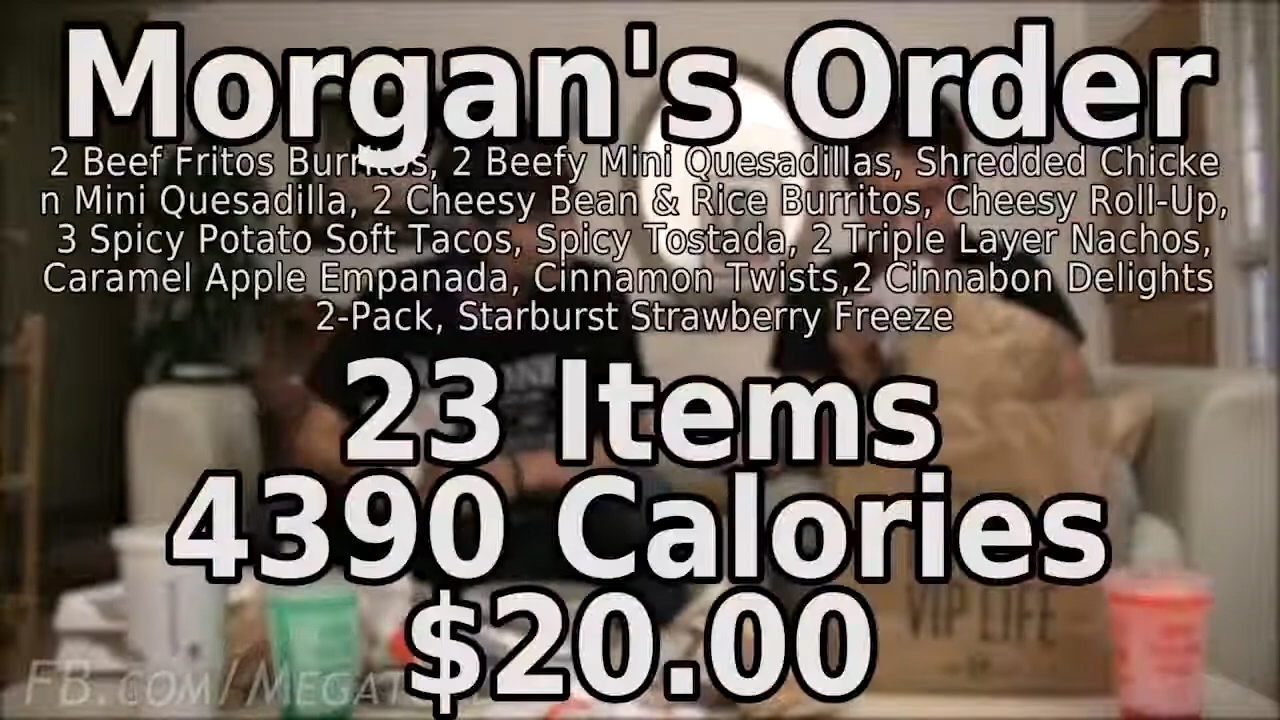 Morgan's Order
2 Beef Fritos Burritos, 2 Beefy Mini Quesadillas, Shredded Chicke
n Mini Quesadilla, 2 Cheesy Bean & Rice Burritos, Cheesy Roll-Up,
3 Spicy Potato Soft Tacos, Spicy Tostada, 2 Triple Layer Nachos,
Caramel Apple Empanada, Cinnamon Twists,2 Cinnabon Delights
2-Pack, Starburst Strawberry Freeze
23 Items
4390 Calories
VIP LIFE
$20.00
FB.COM/